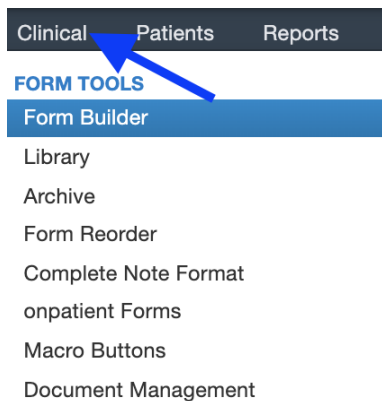 Clinical Patients Reports
FORM TOOLS
Form Builder
Library
Archive
Form Reorder
Complete Note Format
onpatient Forms
Macro Buttons
Document Management